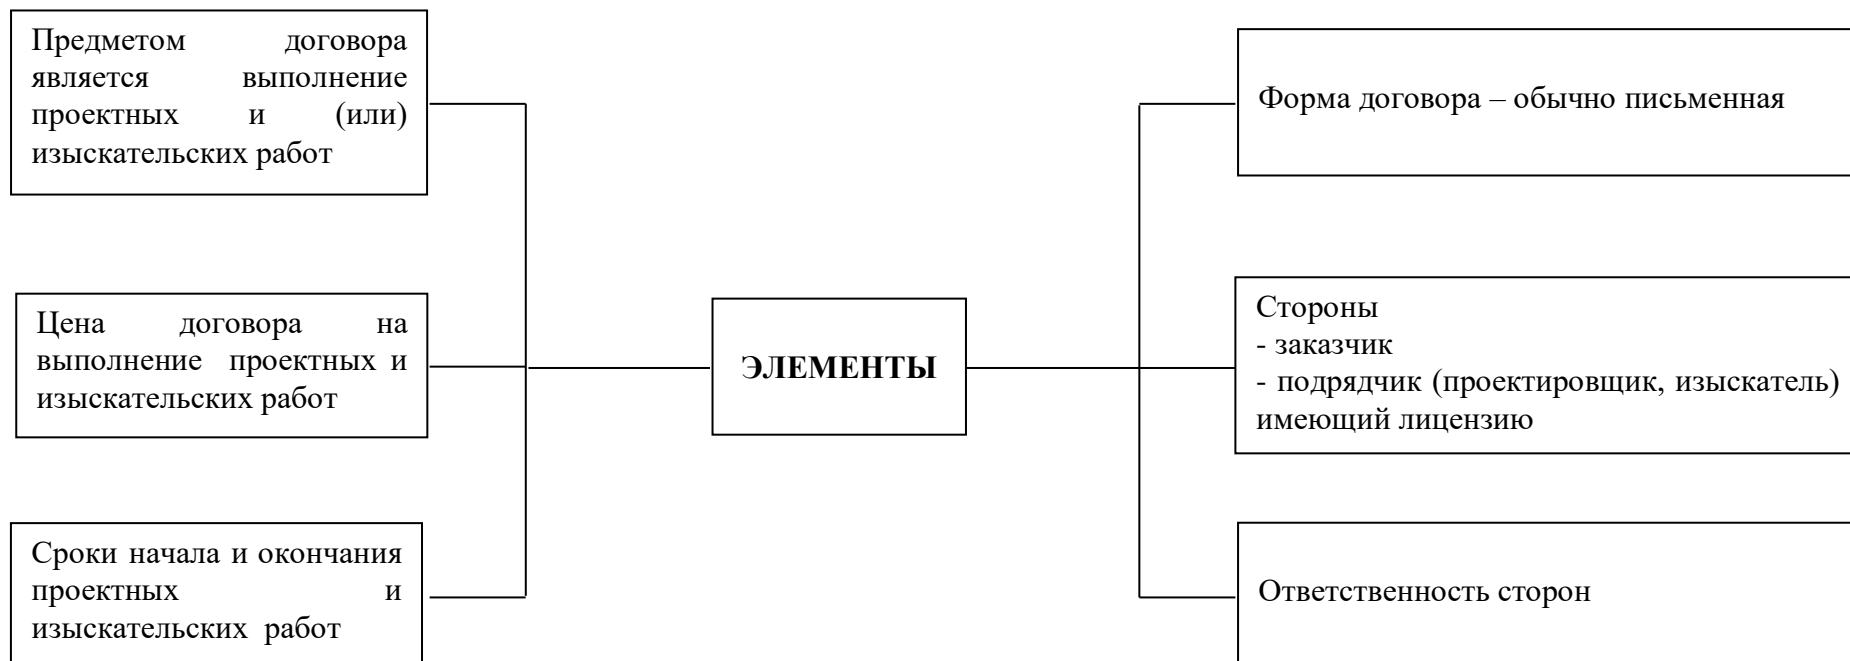 Предметом договора
является выполнение
проектных и (или)
изыскательских работ
Цена договора на
выполнение проектных и
изыскательских работ
Сроки начала и окончания
проектных и
изыскательских работ
ЭЛЕМЕНТЫ
Форма договора – обычно письменная
Стороны
- заказчик
- подрядчик (проектировщик, изыскатель)
имеющий лицензию
Ответственность сторон